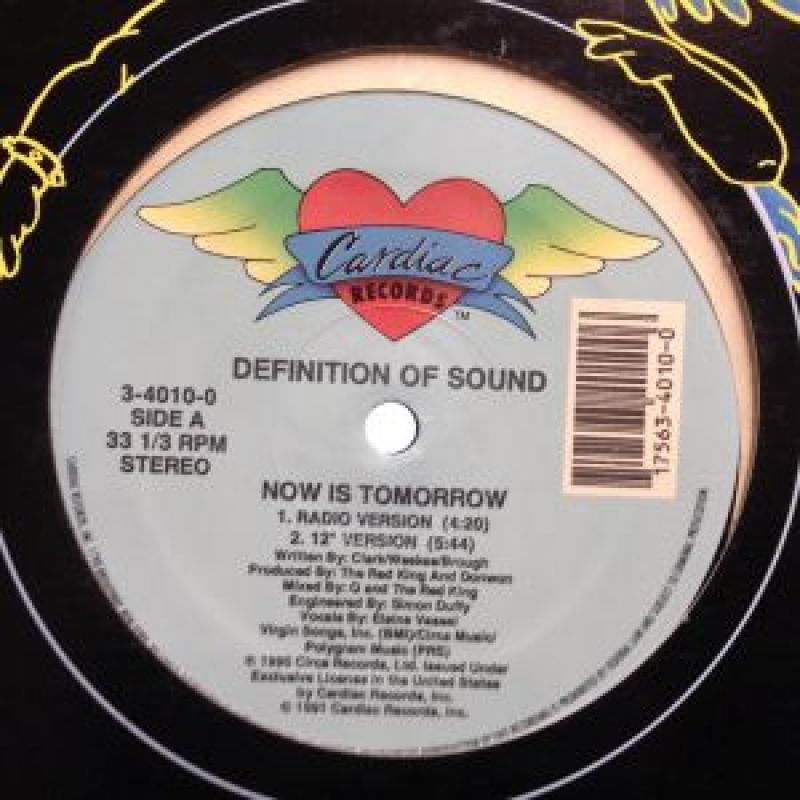 Cardiac
RECORDS
TM
DEFINITION OF SOUND
3-4010-0
SIDE A
33 1/3 RPM
STEREO
17563-4010-0
NOW IS TOMORROW
1. RADIO VERSION (4:20)
2. 12" VERSION (5:44)
Written By: Clark/Weekes/Brough
Produced By: The Red King And Donwon
Mixed By: Q and The Red King
Engineered By: Simon Duffy
Vocals By: Elaine Vassel
Virgin Songs, Inc. (BMI)/Circa Music/
Polygram Music (PRS)
℗ 1990 Circa Records, Ltd. Issued Under
Exclusive License in the United States
by Cardiac Records, Inc.
© 1991 Cardiac Records, Inc.